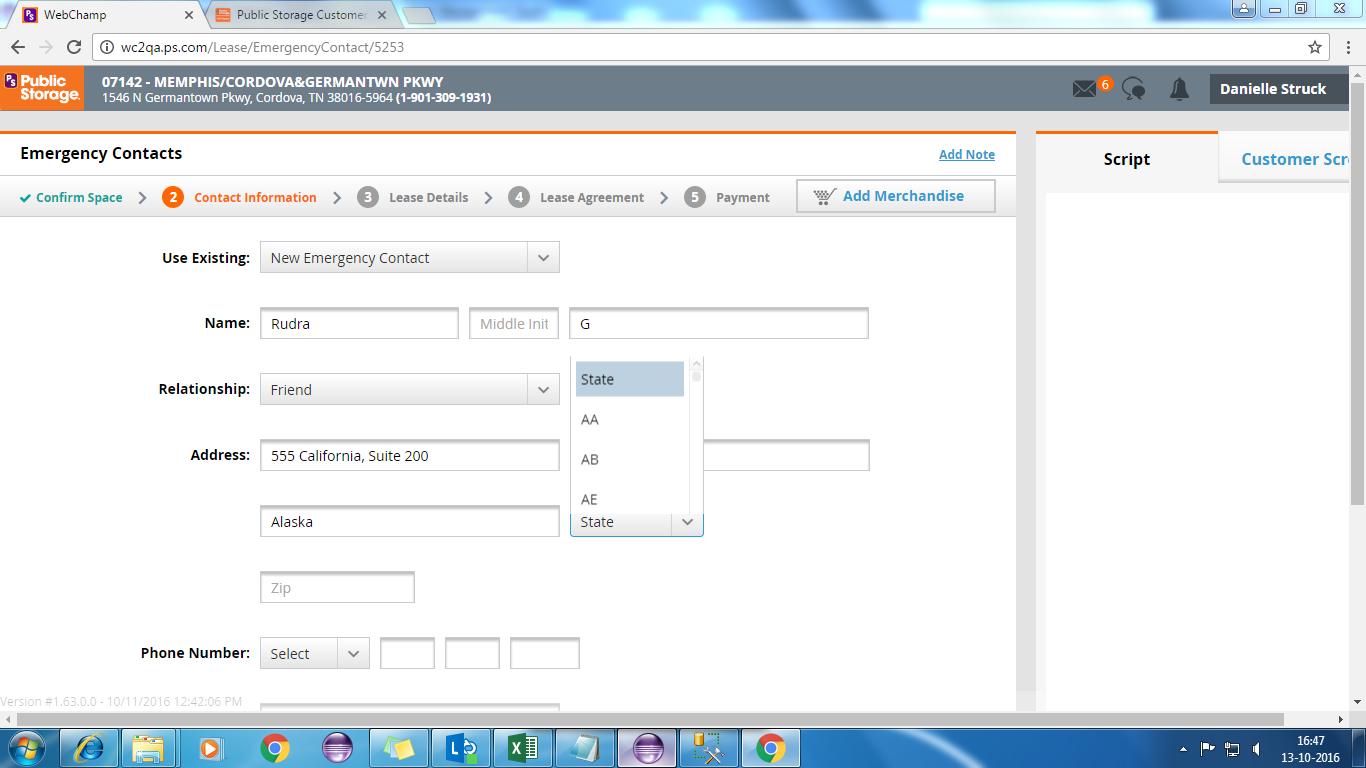 WebChamp
Public Storage Customer
wc2qa.ps.com/Lease/EmergencyContact/5253
PS Public Storage.
07142 - MEMPHIS/CORDOVA&GERMANTWN PKWY
1546 N Germantown Pkwy, Cordova, TN 38016-5964 (1-901-309-1931)
6
Danielle Struck
Emergency Contacts
Add Note
Script
Customer Scr
Confirm Space
2 Contact Information
3 Lease Details
4 Lease Agreement
5 Payment
Add Merchandise
Use Existing: New Emergency Contact
Name: Rudra Middle Init G
Relationship: Friend
State
AA
AB
AE
Address: 555 California, Suite 200
Alaska State
Zip
Phone Number: Select
Version #1.63.0.0 - 10/11/2016 12:42:06 PM
16:47
13-10-2016